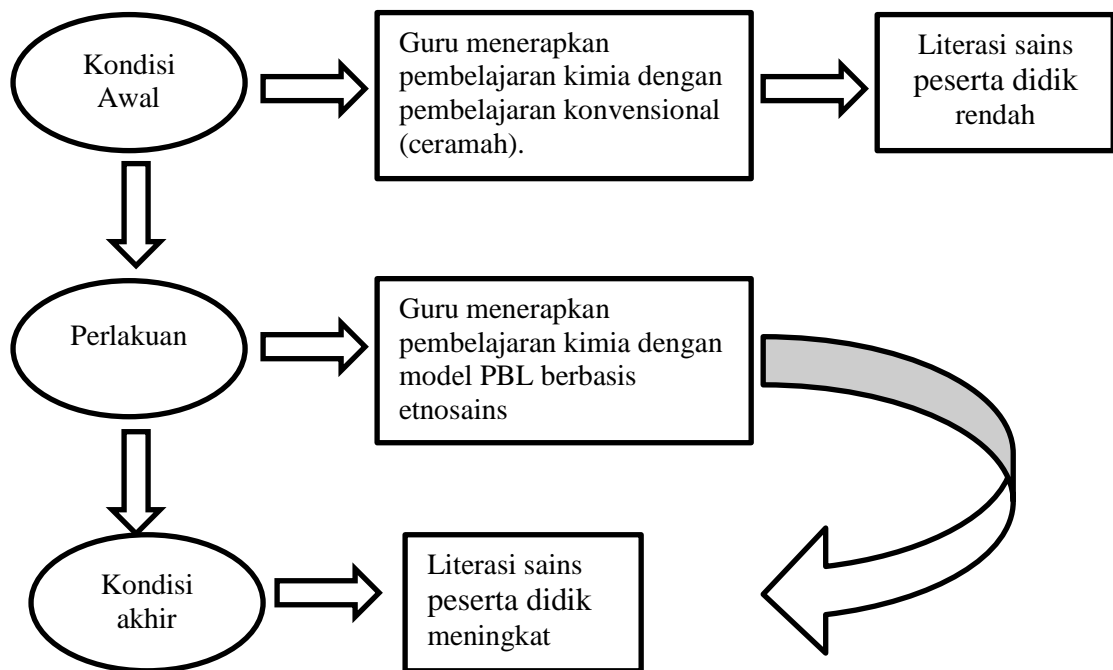 Kondisi
Awal
Guru menerapkan
pembelajaran kimia dengan
pembelajaran konvensional
(ceramah).
Literasi sains
peserta didik
rendah
Perlakuan
Guru menerapkan
pembelajaran kimia dengan
model PBL berbasis
etnosains
Kondisi
akhir
Literasi sains
peserta didik
meningkat